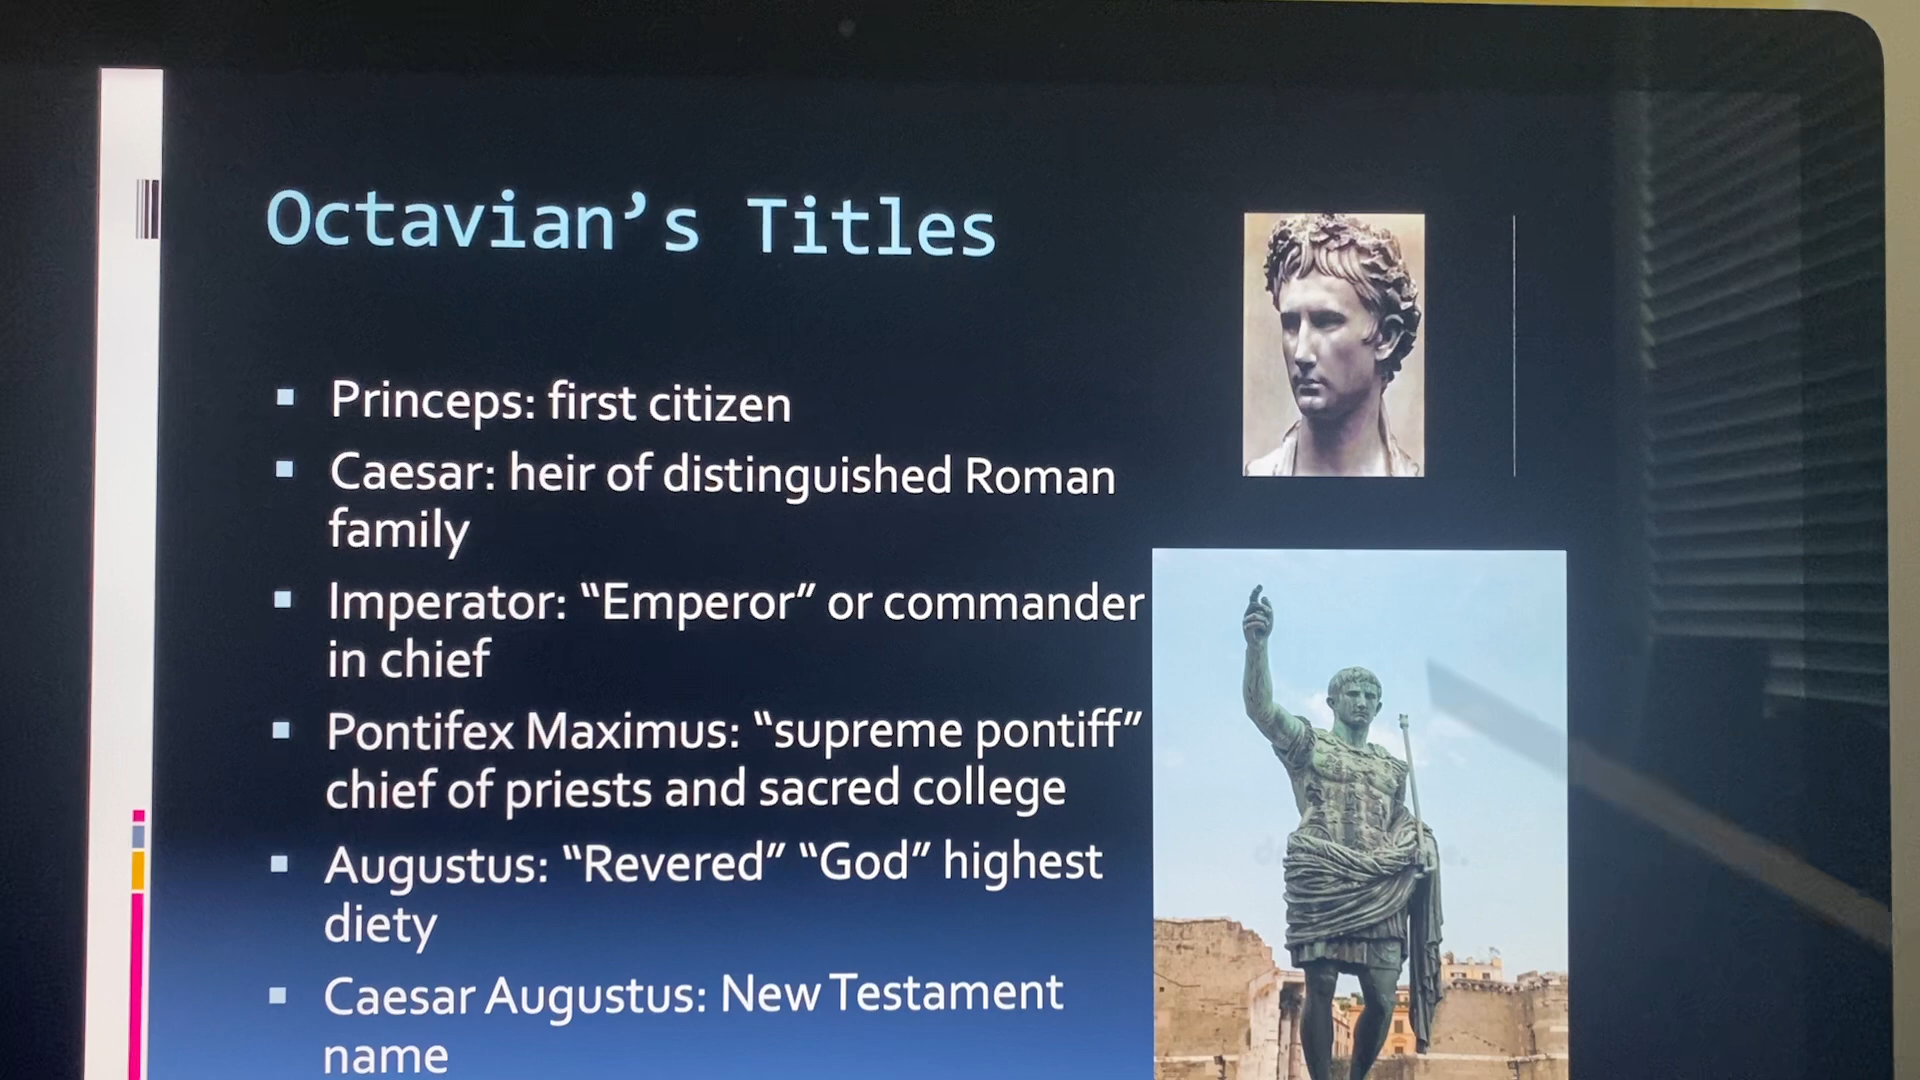 Octavian’s Titles
Princeps: first citizen
Caesar: heir of distinguished Roman
family
Imperator: “Emperor” or commander
in chief
Pontifex Maximus: “supreme pontiff”
chief of priests and sacred college
Augustus: “Revered” “God” highest
diety
Caesar Augustus: New Testament
name